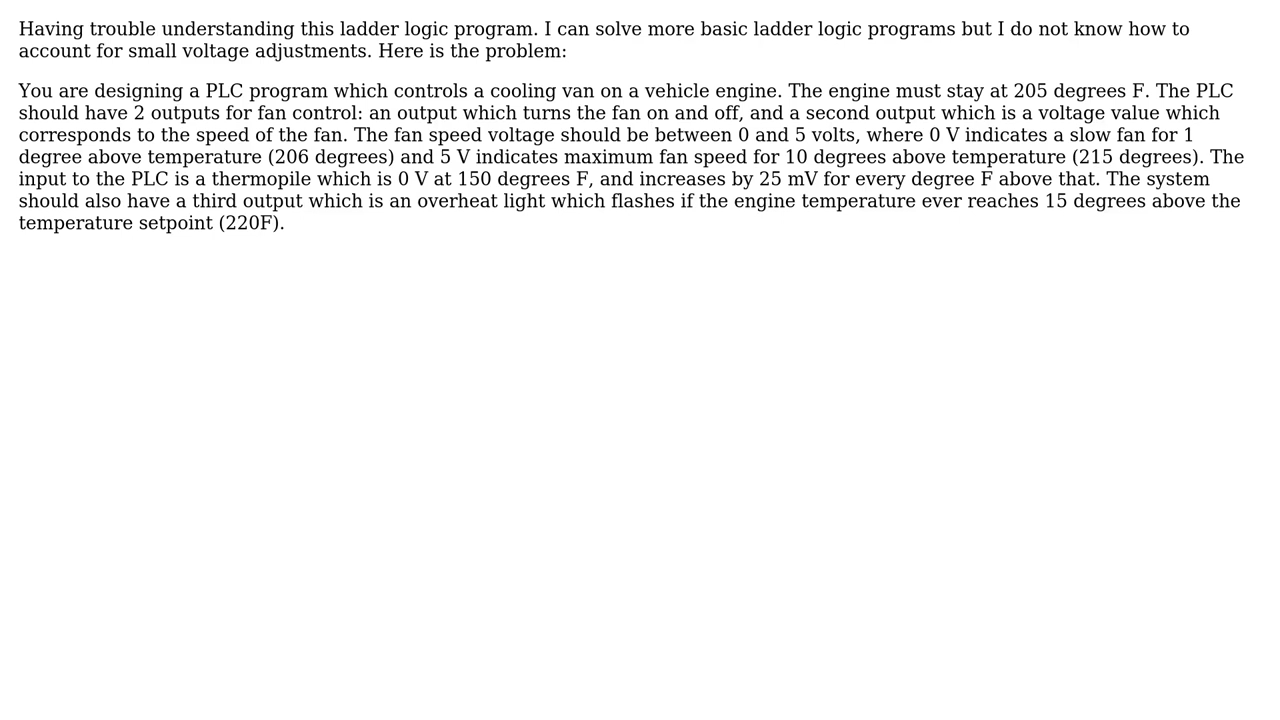 Having trouble understanding this ladder logic program. I can solve more basic ladder logic programs but I do not know how to
account for small voltage adjustments. Here is the problem:
You are designing a PLC program which controls a cooling van on a vehicle engine. The engine must stay at 205 degrees F. The PLC
should have 2 outputs for fan control: an output which turns the fan on and off, and a second output which is a voltage value which
corresponds to the speed of the fan. The fan speed voltage should be between 0 and 5 volts, where 0 V indicates a slow fan for 1
degree above temperature (206 degrees) and 5 V indicates maximum fan speed for 10 degrees above temperature (215 degrees). The
input to the PLC is a thermopile which is 0 V at 150 degrees F, and increases by 25 mV for every degree F above that. The system
should also have a third output which is an overheat light which flashes if the engine temperature ever reaches 15 degrees above the
temperature setpoint (220F).